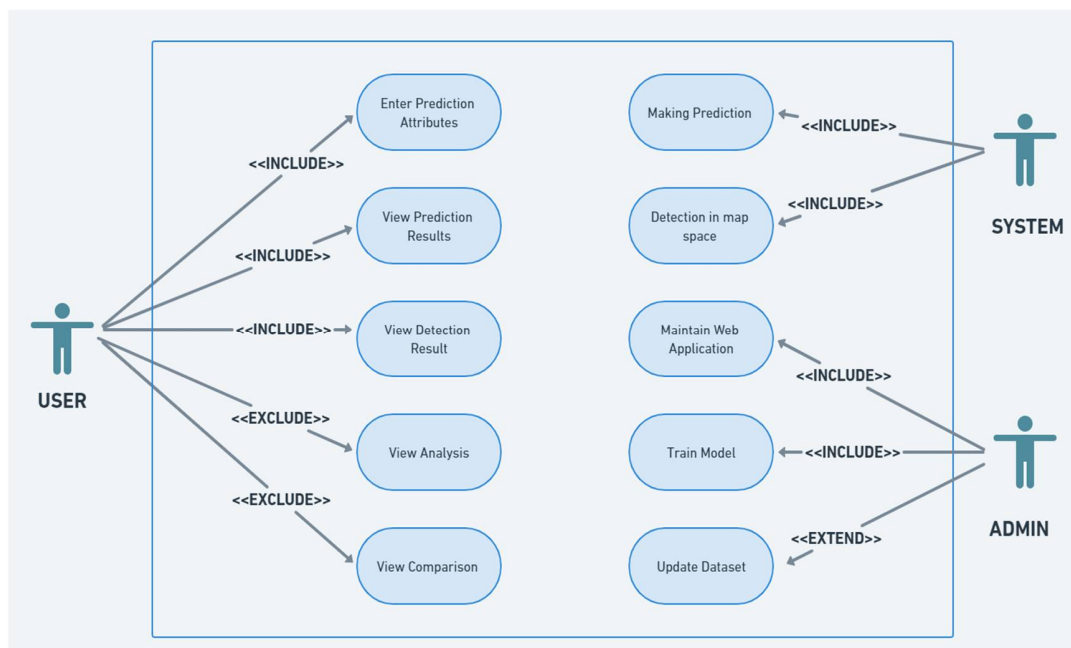 Enter Prediction
Attributes
<<INCLUDE>>
View Prediction
Results
<<INCLUDE>>
View Detection
Result
<<INCLUDE>>
USER
<<EXCLUDE>>
View Analysis
<<EXCLUDE>>
View Comparison
Making Prediction
<<INCLUDE>>
Detection in map
space
<<INCLUDE>>
SYSTEM
Maintain Web
Application
<<INCLUDE>>
Train Model
<<INCLUDE>>
ADMIN
<<EXTEND>>
Update Dataset